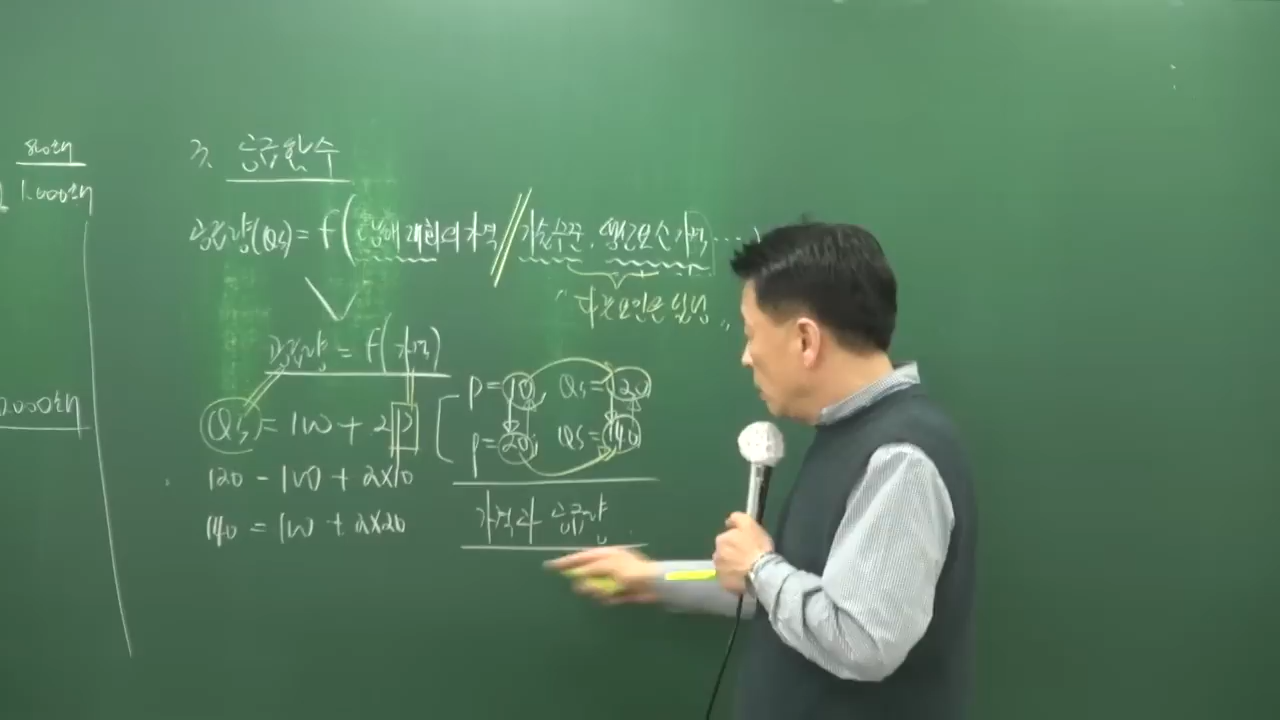 800대
1,000대
2,000대
3. 공급함수
공급량(Qs) = f(당해재화의가격 // 기술수준, 생산요소가격, ····)
"다른요인은 일정"
공급량 = f(가격)
Qs = 100 + 2P
120 - 100 + 2×10
140 = 100 + 2×20
P=10, Qs=120
P=20, Qs=140
가격과 공급량